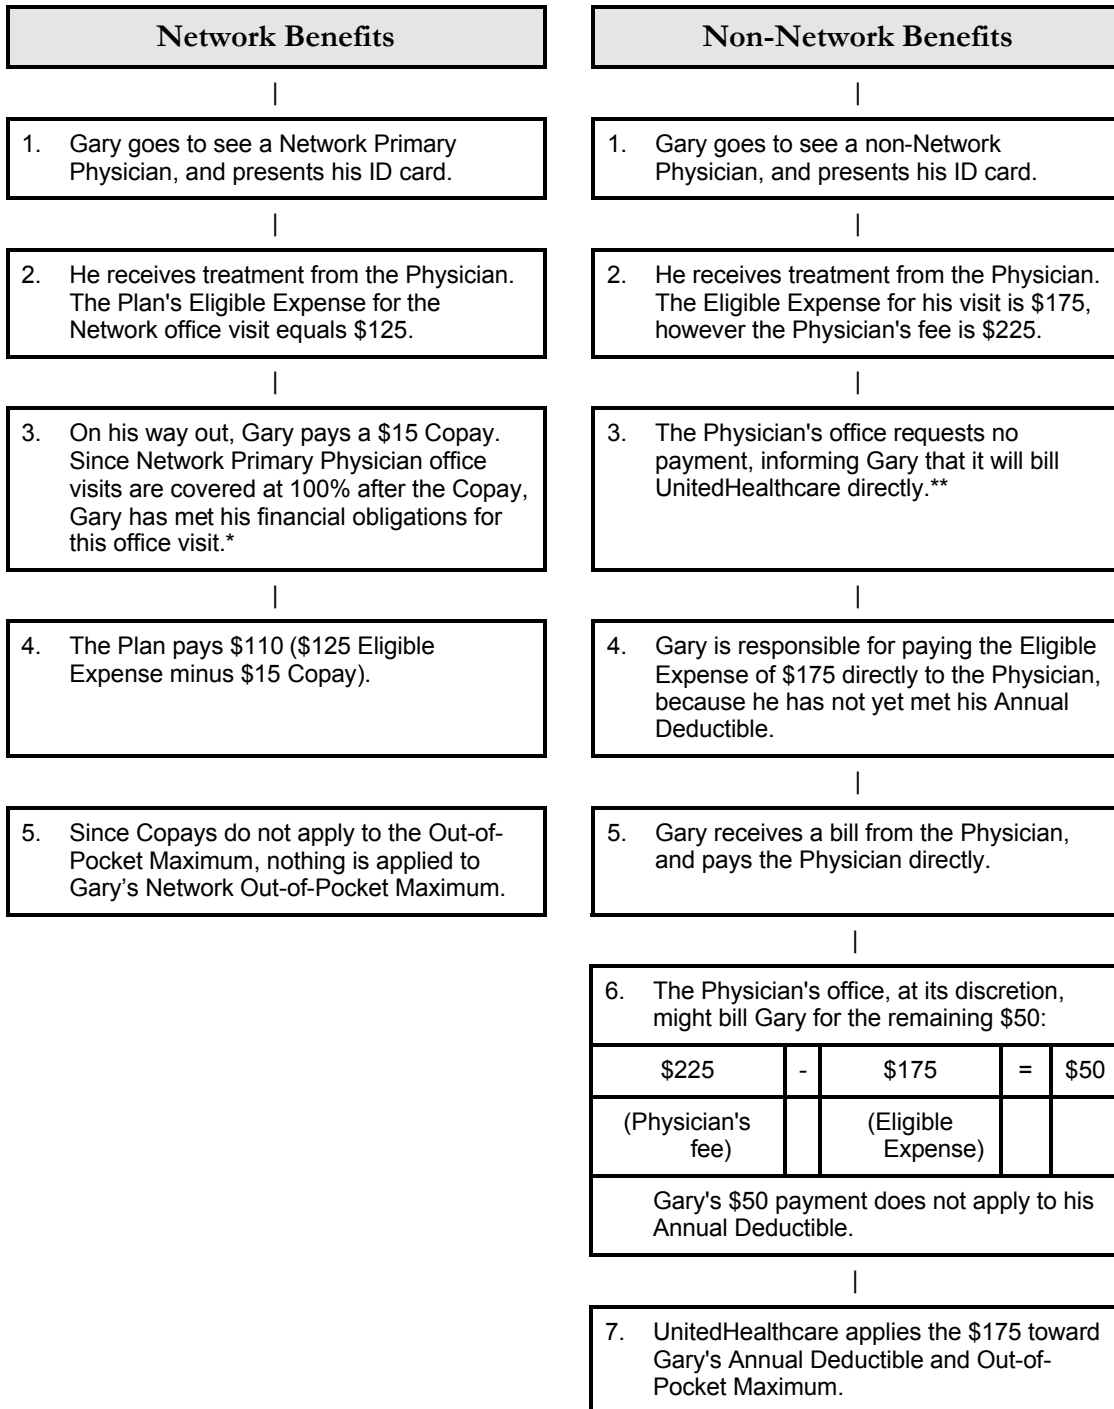 Network Benefits
|
1. Gary goes to see a Network Primary
Physician, and presents his ID card.
|
2. He receives treatment from the Physician.
The Plan's Eligible Expense for the
Network office visit equals $125.
|
3. On his way out, Gary pays a $15 Copay.
Since Network Primary Physician office
visits are covered at 100% after the Copay,
Gary has met his financial obligations for
this office visit.*
|
4. The Plan pays $110 ($125 Eligible
Expense minus $15 Copay).
5. Since Copays do not apply to the Out-of-
Pocket Maximum, nothing is applied to
Gary’s Network Out-of-Pocket Maximum.
Non-Network Benefits
|
1. Gary goes to see a non-Network
Physician, and presents his ID card.
|
2. He receives treatment from the Physician.
The Eligible Expense for his visit is $175,
however the Physician's fee is $225.
|
3. The Physician's office requests no
payment, informing Gary that it will bill
UnitedHealthcare directly.**
|
4. Gary is responsible for paying the Eligible
Expense of $175 directly to the Physician,
because he has not yet met his Annual
Deductible.
|
5. Gary receives a bill from the Physician,
and pays the Physician directly.
|
6. The Physician's office, at its discretion,
might bill Gary for the remaining $50:
$225 - $175 = $50
(Physician's (Eligible
fee) Expense)
Gary's $50 payment does not apply to his
Annual Deductible.
|
7. UnitedHealthcare applies the $175 toward
Gary's Annual Deductible and Out-of-
Pocket Maximum.